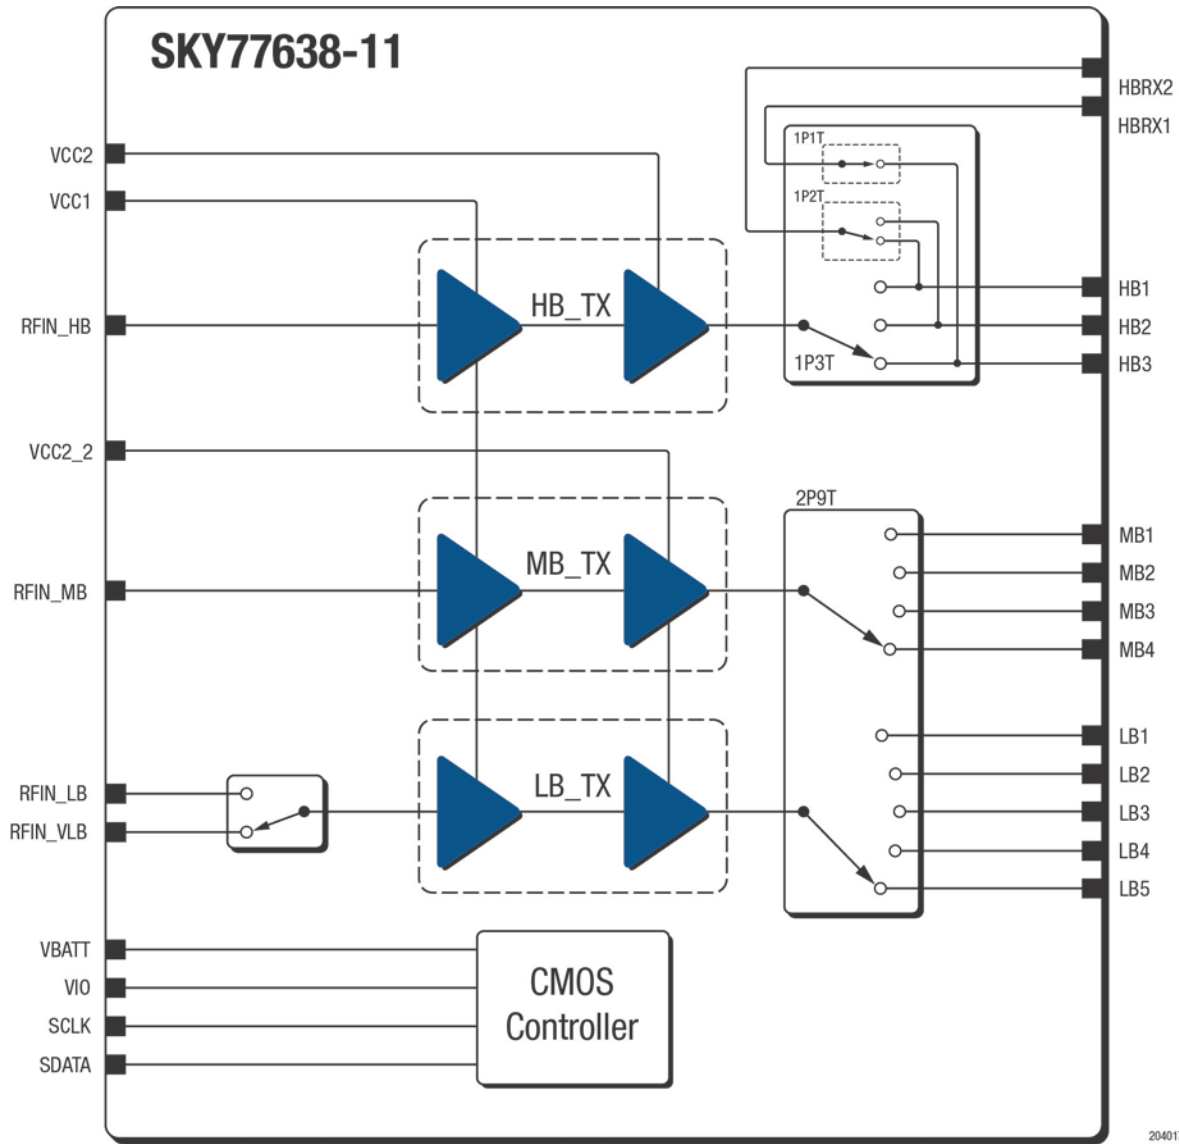 SKY77638-11
HBRX2
HBRX1
1P1T
VCC2
1P2T
VCC1
HB1
HB_TX
RFIN_HB
HB2
1P3T
HB3
VCC2_2
2P9T
MB1
MB_TX
MB2
RFIN_MB
MB3
MB4
LB1
LB_TX
RFIN_LB
LB2
RFIN_VLB
LB3
LB4
LB5
VBATT
CMOS
Controller
VIO
SCLK
SDATA